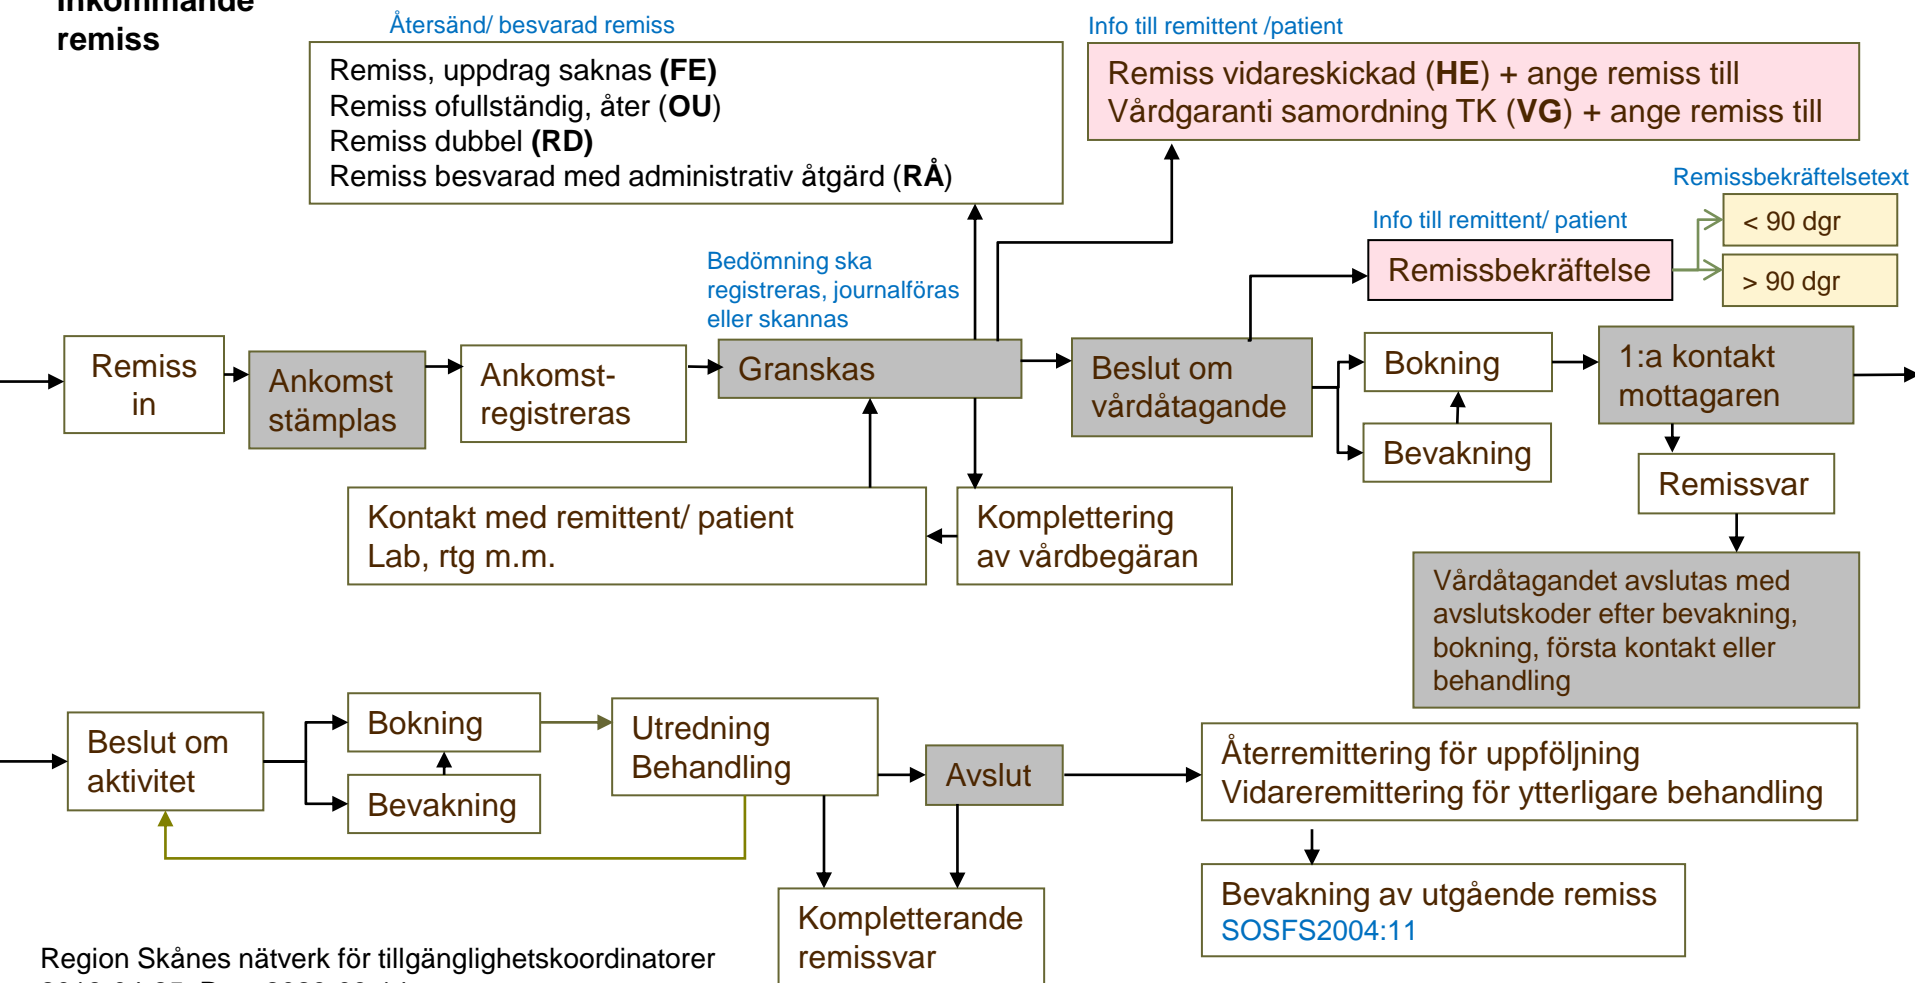 Inkommande
remiss
Återsänd/ besvarad remiss
Remiss, uppdrag saknas (FE)
Remiss ofullständig, åter (OU)
Remiss dubbel (RD)
Remiss besvarad med administrativ åtgärd (RÅ)
Info till remittent /patient
Remiss vidareskickad (HE) + ange remiss till
Vårdgaranti samordning TK (VG) + ange remiss till
Remissbekräftelsetext
< 90 dgr
> 90 dgr
Info till remittent/ patient
Remissbekräftelse
Bedömning ska
registreras, journalföras
eller skannas
Remiss
in
Ankomst
stämplas
Ankomst-
registreras
Granskas
Beslut om
vårdåtagande
Bokning
Bevakning
1:a kontakt
mottagaren
Remissvar
Kontakt med remittent/ patient
Lab, rtg m.m.
Komplettering
av vårdbegäran
Vårdåtagandet avslutas med
avslutskoder efter bevakning,
bokning, första kontakt eller
behandling
Beslut om
aktivitet
Bokning
Bevakning
Utredning
Behandling
Avslut
Återremittering för uppföljning
Vidareremittering för ytterligare behandling
Kompletterande
remissvar
Bevakning av utgående remiss
SOSFS2004:11
Region Skånes nätverk för tillgänglighetskoordinatorer